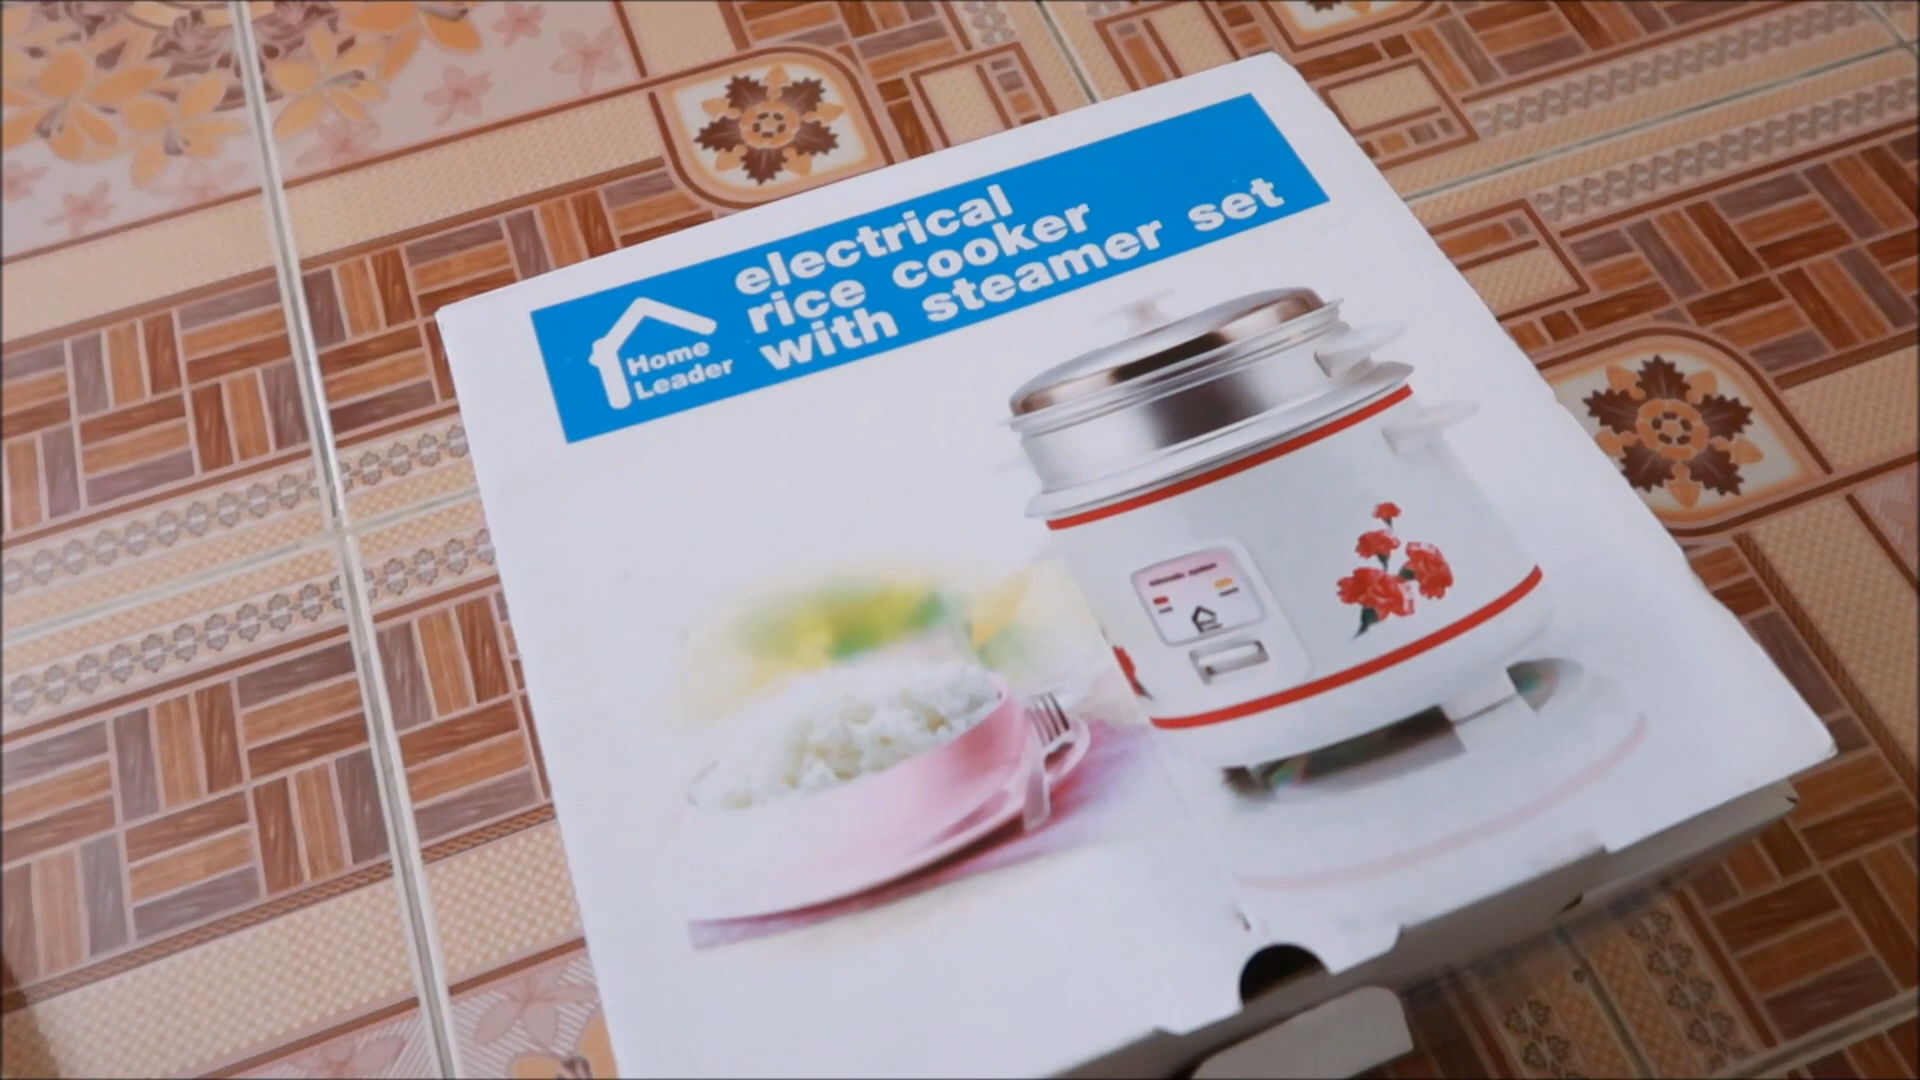 Home
Leader
electrical
rice cooker
with steamer set